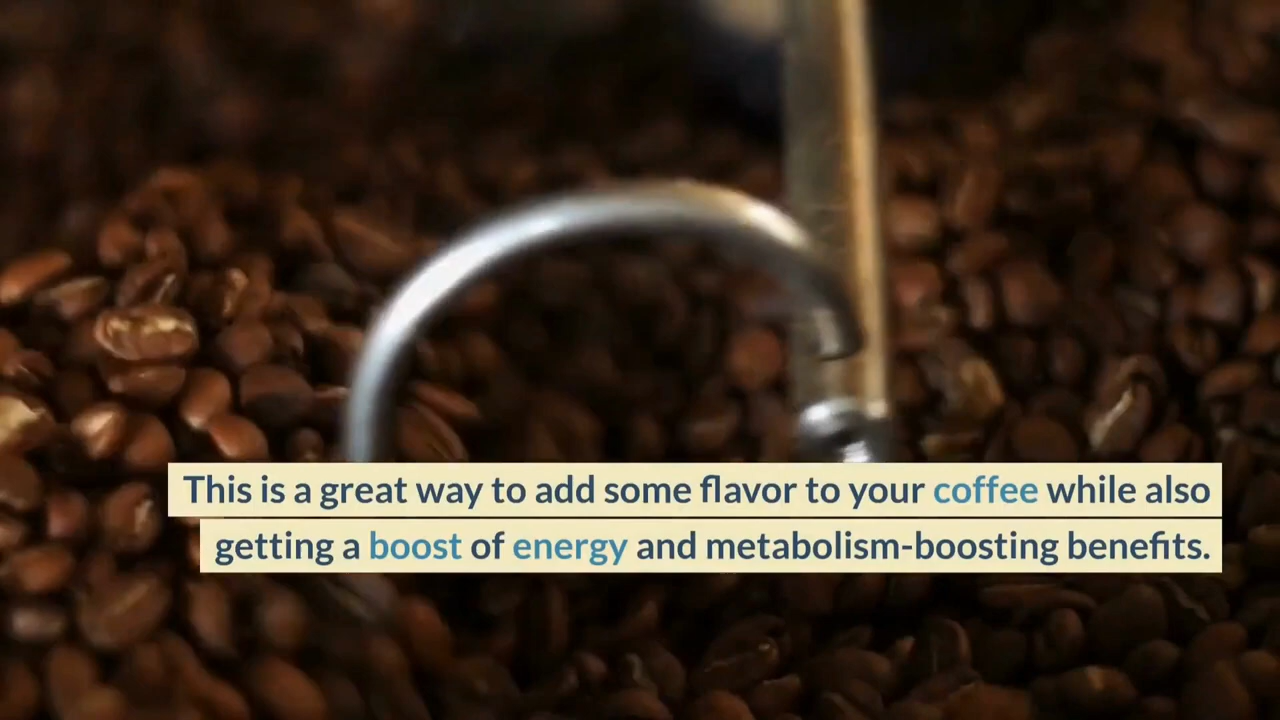 This is a great way to add some flavor to your coffee while also
getting a boost of energy and metabolism-boosting benefits.